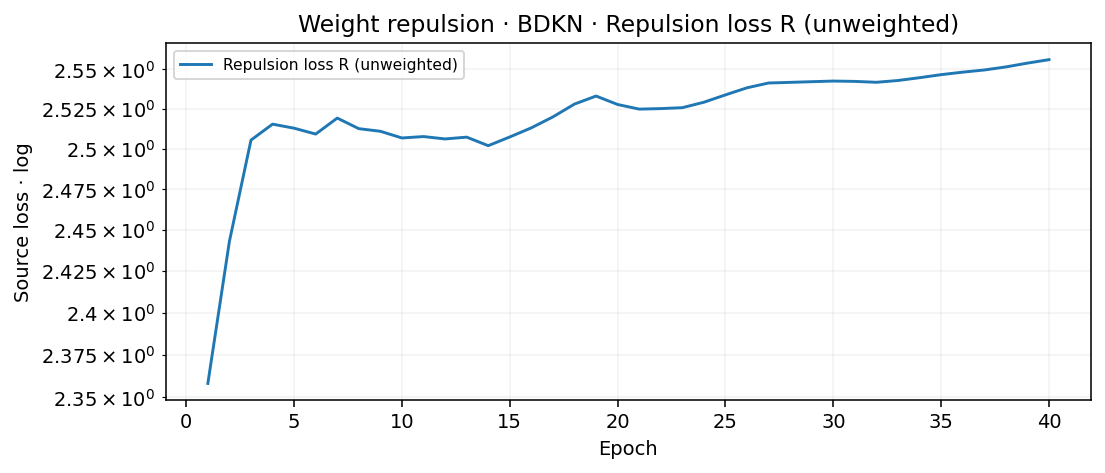 Weight repulsion · BDKN · Repulsion loss R (unweighted)
Repulsion loss R (unweighted)
Source loss · log
2.55 × 10⁰
2.525 × 10⁰
2.5 × 10⁰
2.475 × 10⁰
2.45 × 10⁰
2.425 × 10⁰
2.4 × 10⁰
2.375 × 10⁰
2.35 × 10⁰
0 5 10 15 20 25 30 35 40
Epoch